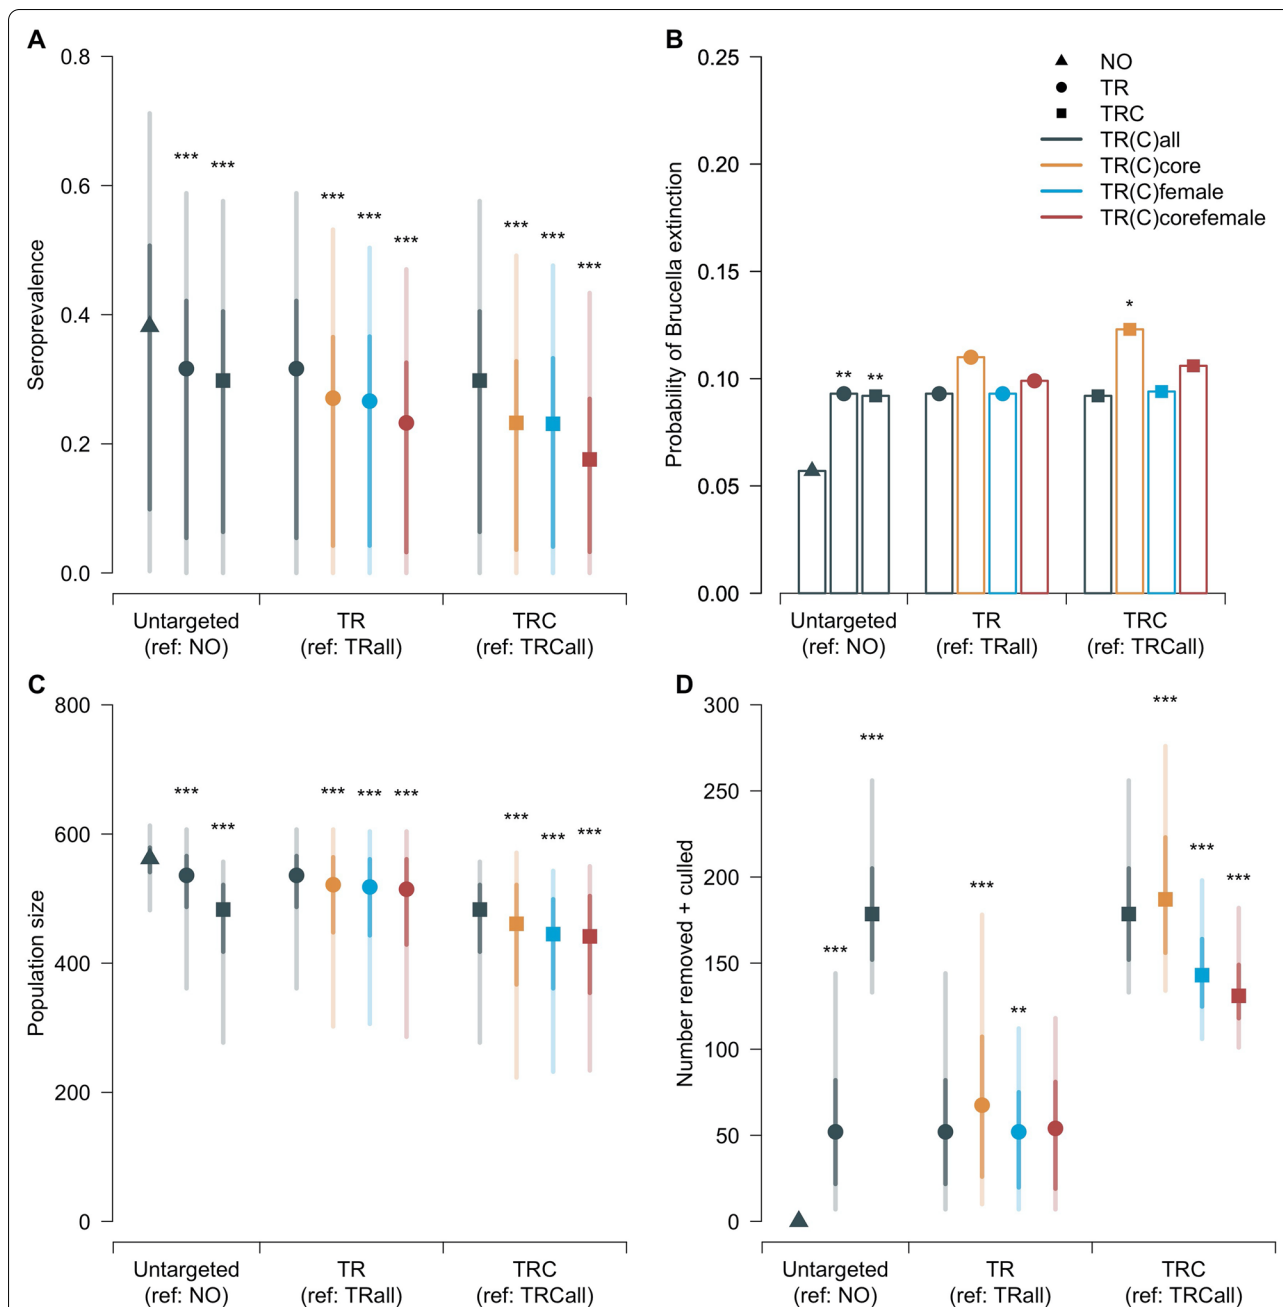 A
0.8
0.6
0.4
0.2
0.0
Seroprevalence
***
***
***
***
***
***
***
***
Untargeted
(ref: NO)
TR
(ref: TRall)
TRC
(ref: TRCall)
B
0.25
0.20
0.15
0.10
0.05
0.00
Probability of Brucella extinction
NO
TR
TRC
TR(C)all
TR(C)core
TR(C)female
TR(C)corefemale
**
**
*
Untargeted
(ref: NO)
TR
(ref: TRall)
TRC
(ref: TRCall)
C
800
600
400
200
0
Population size
***
***
***
***
***
***
***
***
Untargeted
(ref: NO)
TR
(ref: TRall)
TRC
(ref: TRCall)
D
300
250
200
150
100
50
0
Number removed + culled
***
***
***
**
***
***
***
Untargeted
(ref: NO)
TR
(ref: TRall)
TRC
(ref: TRCall)